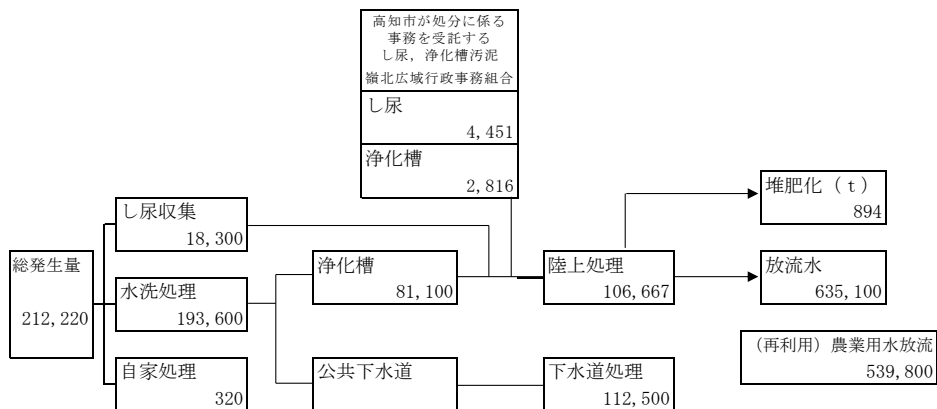 高知市が処分に係る
事務を受託する
し尿，浄化槽汚泥
嶺北広域行政事務組合
し尿
4,451
浄化槽
2,816
総発生量
212,220
し尿収集
18,300
水洗処理
193,600
自家処理
320
浄化槽
81,100
公共下水道
陸上処理
106,667
下水道処理
112,500
堆肥化（ｔ）
894
放流水
635,100
（再利用）農業用水放流
539,800